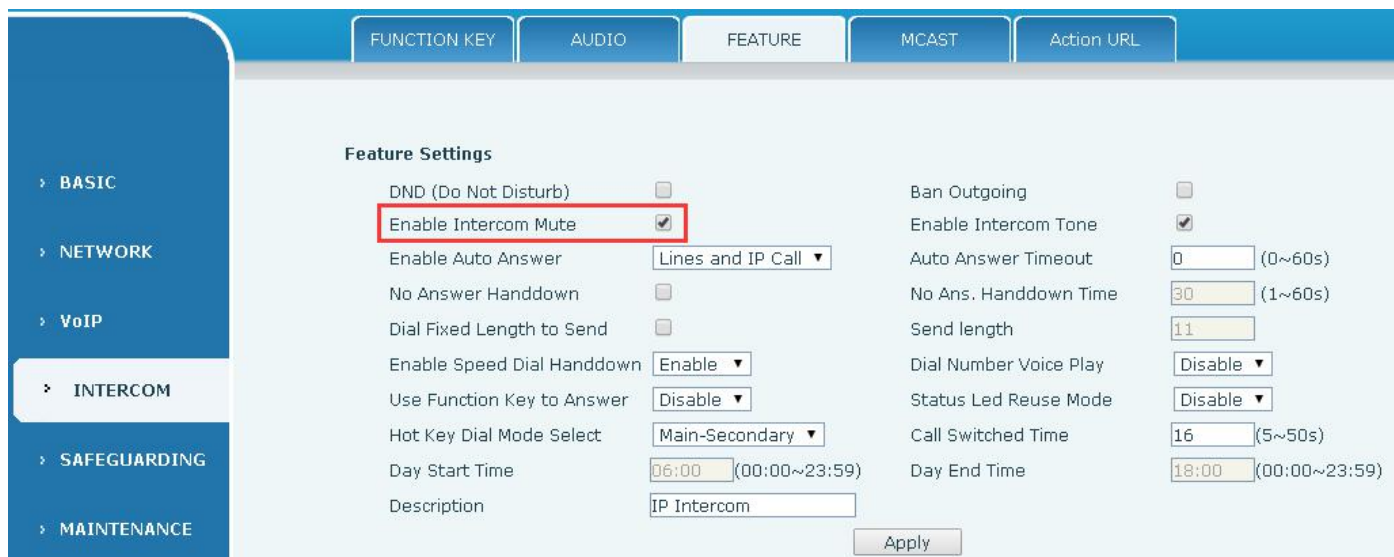 FUNCTION KEY AUDIO FEATURE MCAST Action URL
BASIC
NETWORK
VoIP
INTERCOM
SAFEGUARDING
MAINTENANCE
Feature Settings
DND (Do Not Disturb) Ban Outgoing
Enable Intercom Mute Enable Intercom Tone
Enable Auto Answer Lines and IP Call Auto Answer Timeout 0 (0~60s)
No Answer Handdown No Ans. Handdown Time 30 (1~60s)
Dial Fixed Length to Send Send length 11
Enable Speed Dial Handdown Enable Dial Number Voice Play Disable
Use Function Key to Answer Disable Status Led Reuse Mode Disable
Hot Key Dial Mode Select Main-Secondary Call Switched Time 16 (5~50s)
Day Start Time 06:00 (00:00~23:59) Day End Time 18:00 (00:00~23:59)
Description IP Intercom
Apply